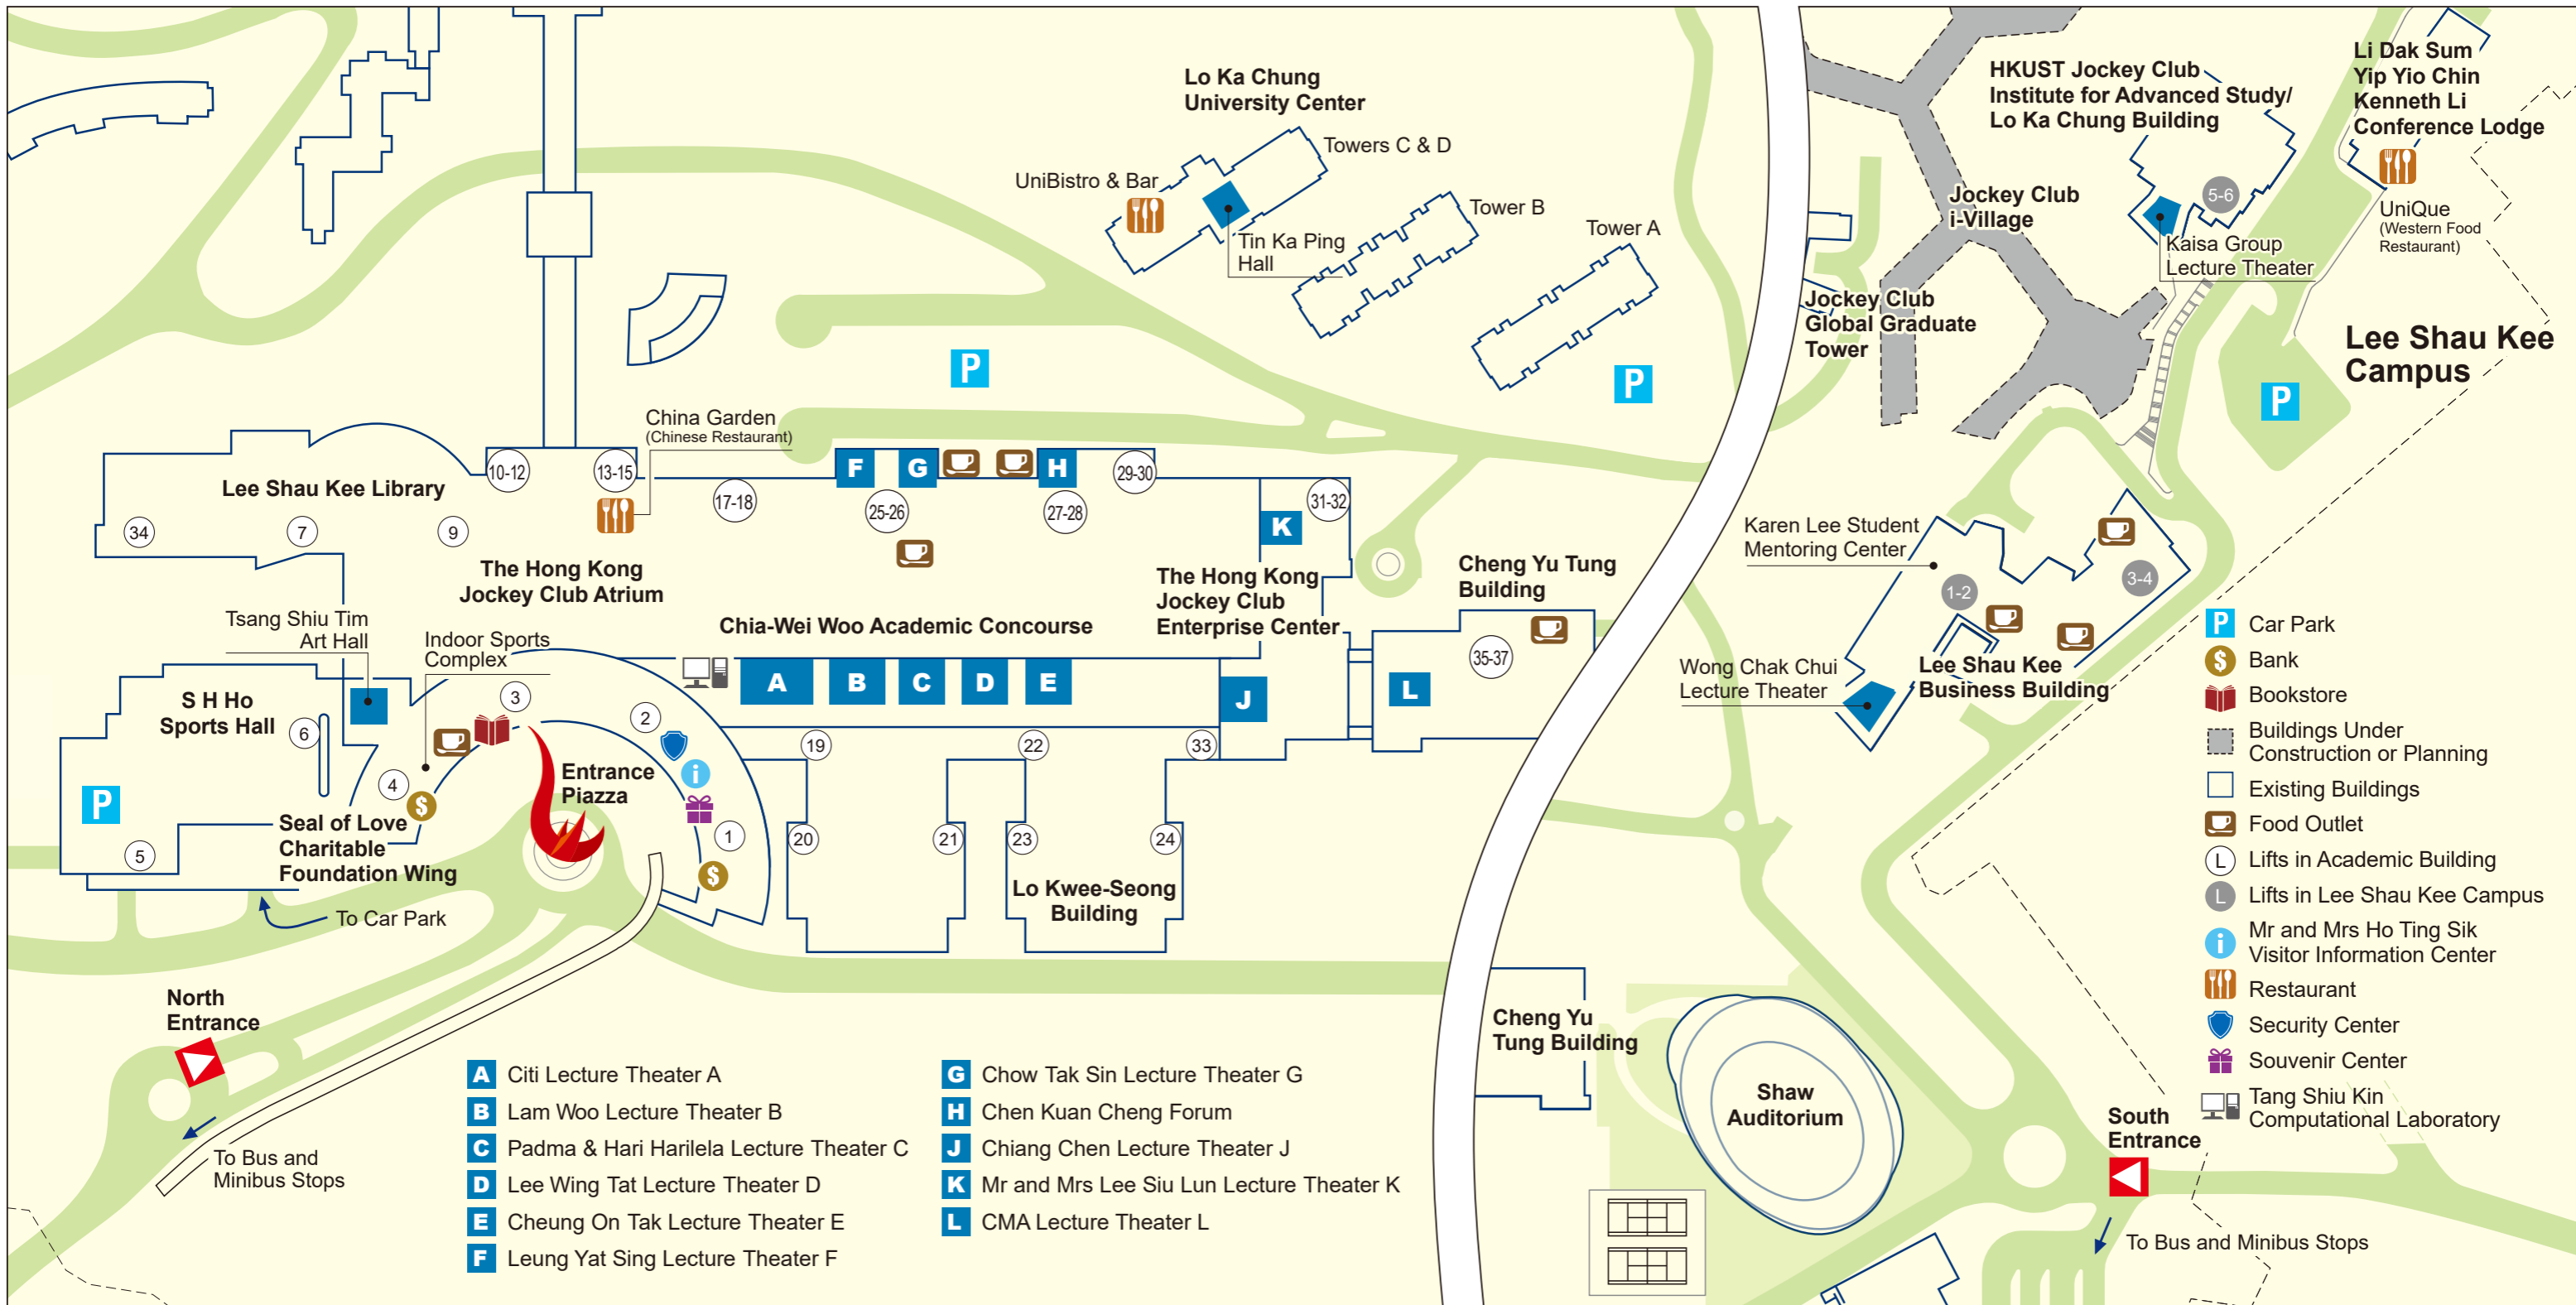 Lo Ka Chung
University Center
Towers C & D
UniBistro & Bar
Tower B
Tin Ka Ping
Hall
Tower A
P
P
HKUST Jockey Club
Institute for Advanced Study/
Lo Ka Chung Building
5-6
Kaisa Group
Lecture Theater
Li Dak Sum
Yip Yio Chin
Kenneth Li
Conference Lodge
UniQue
(Western Food
Restaurant)
Jockey Club
i-Village
Jockey Club
Global Graduate
Tower
Lee Shau Kee
Campus
P
China Garden
(Chinese Restaurant)
10-12
13-15
17-18
F
G
H
25-26
27-28
29-30
31-32
K
Lee Shau Kee Library
34
7
9
The Hong Kong
Jockey Club Atrium
Chia-Wei Woo Academic Concourse
The Hong Kong
Jockey Club
Enterprise Center
Cheng Yu Tung
Building
35-37
L
Karen Lee Student
Mentoring Center
1-2
3-4
Wong Chak Chui
Lecture Theater
Lee Shau Kee
Business Building
Tsang Shiu Tim
Art Hall
Indoor Sports
Complex
S H Ho
Sports Hall
6
3
2
4
$
P
5
A
B
C
D
E
J
19
22
33
Entrance
Piazza
i
1
$
20
21
23
24
Seal of Love
Charitable
Foundation Wing
Lo Kwee-Seong
Building
To Car Park
North
Entrance
To Bus and
Minibus Stops
A Citi Lecture Theater A
B Lam Woo Lecture Theater B
C Padma & Hari Harilela Lecture Theater C
D Lee Wing Tat Lecture Theater D
E Cheung On Tak Lecture Theater E
F Leung Yat Sing Lecture Theater F
G Chow Tak Sin Lecture Theater G
H Chen Kuan Cheng Forum
J Chiang Chen Lecture Theater J
K Mr and Mrs Lee Siu Lun Lecture Theater K
L CMA Lecture Theater L
Cheng Yu
Tung Building
Shaw
Auditorium
South
Entrance
To Bus and Minibus Stops
P Car Park
$ Bank
Bookstore
Buildings Under
Construction or Planning
Existing Buildings
Food Outlet
L Lifts in Academic Building
L Lifts in Lee Shau Kee Campus
i Mr and Mrs Ho Ting Sik
Visitor Information Center
Restaurant
Security Center
Souvenir Center
Tang Shiu Kin
Computational Laboratory